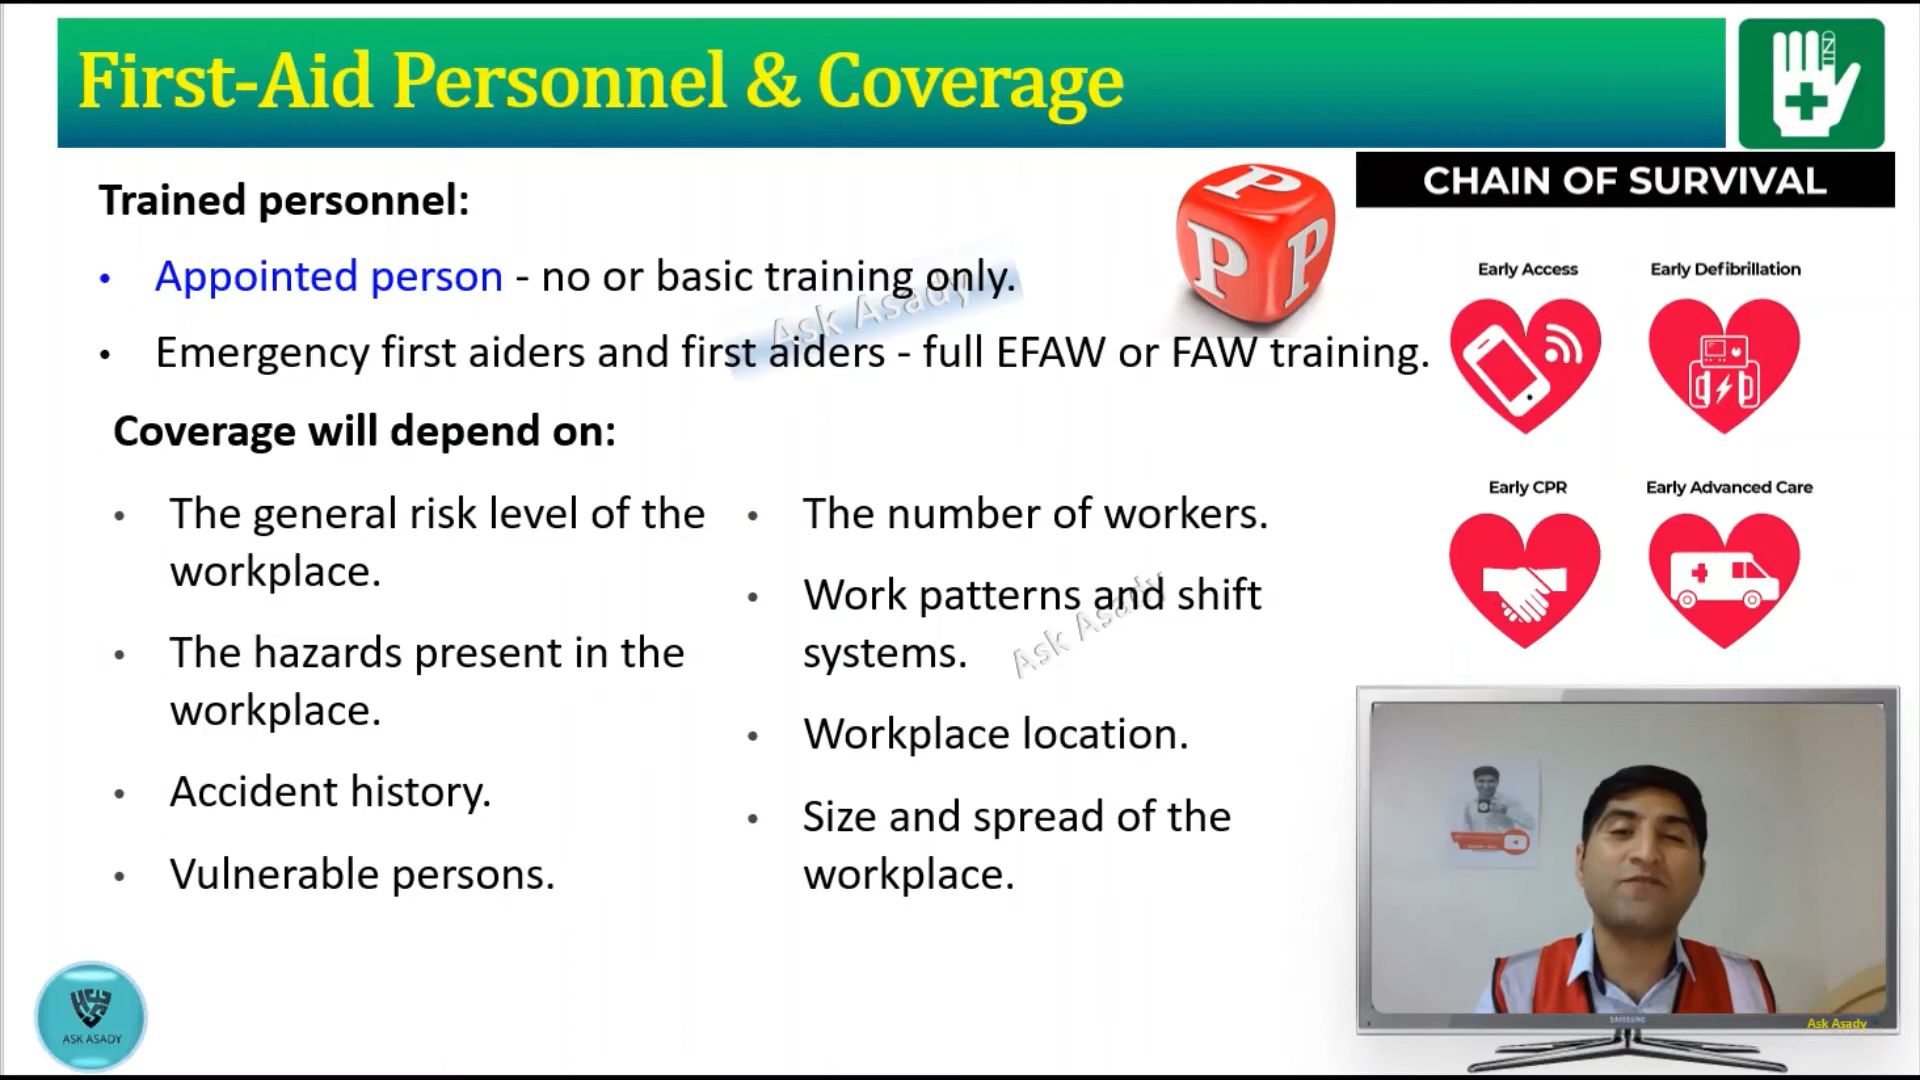 First-Aid Personnel & Coverage
CHAIN OF SURVIVAL
Trained personnel:
P
P
P
• Appointed person - no or basic training only.
• Emergency first aiders and first aiders - full EFAW or FAW training.
Early Access
Early Defibrillation
Early CPR
Early Advanced Care
Coverage will depend on:
• The general risk level of the
workplace.
• The hazards present in the
workplace.
• Accident history.
• Vulnerable persons.
• The number of workers.
• Work patterns and shift
systems.
• Workplace location.
• Size and spread of the
workplace.
Ask Asady
Ask Asady
ASK ASADY
SAMSUNG
Ask Asady